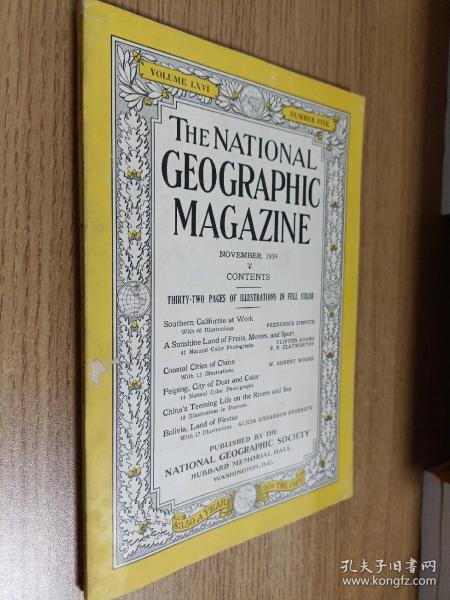 VOLUME LXVI
NUMBER FIVE
THE NATIONAL
GEOGRAPHIC
MAGAZINE
NOVEMBER, 1934
CONTENTS
THIRTY-TWO PAGES OF ILLUSTRATIONS IN FULL COLOR
Southern California at Work
With 40 Illustrations FREDERICK SIMPICH
A Sunshine Land of Fruits, Movies, and Sport
41 Natural Color Photographs CLIFTON ADAMS
F. P. CLATWORTHY
Coastal Cities of China
With 13 Illustrations W. ROBERT MOORE
Peiping, City of Dust and Color
14 Natural Color Photographs
China's Teeming Life on the Rivers and Sea
18 Illustrations in Duotone
Bolivia, Land of Fiestas
With 17 Illustrations ALICIA O'REARDON OVERBECK
PUBLISHED BY THE
NATIONAL GEOGRAPHIC SOCIETY
HUBBARD MEMORIAL HALL
WASHINGTON, D.C.
$3.50 A YEAR
50¢ THE COPY
孔夫子旧书网
www.kongfz.com